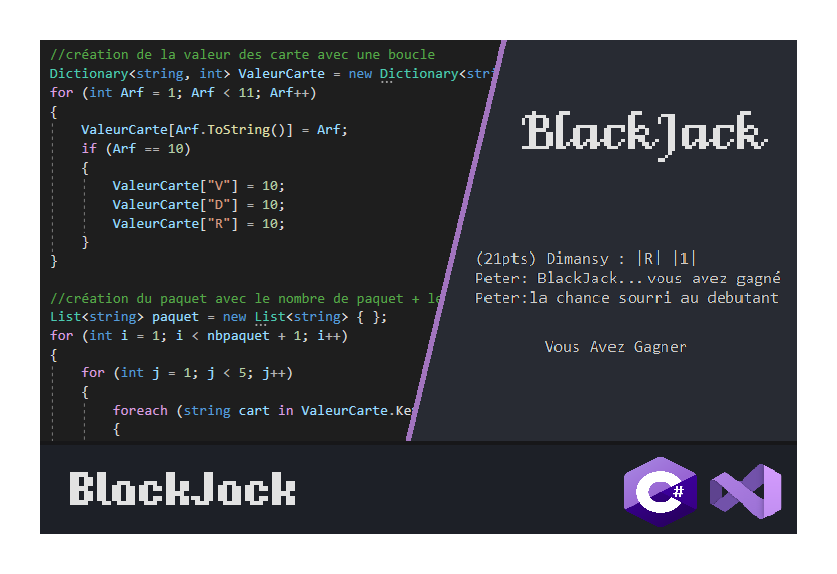 //création de la valeur des carte avec une boucle
Dictionary<string, int> ValeurCarte = new Dictionary<stri
for (int Arf = 1; Arf < 11; Arf++)
{
ValeurCarte[Arf.ToString()] = Arf;
if (Arf == 10)
{
ValeurCarte["V"] = 10;
ValeurCarte["D"] = 10;
ValeurCarte["R"] = 10;
}
}
//création du paquet avec le nombre de paquet + le
List<string> paquet = new List<string> { };
for (int i = 1; i < nbpaquet + 1; i++)
{
for (int j = 1; j < 5; j++)
{
foreach (string cart in ValeurCarte.Ke
{
BlackJack
(21pts) Dimansy : |R| |1|
Peter: BlackJack...vous avez gagné
Peter:la chance sourri au debutant
Vous Avez Gagner
BlackJack
C#